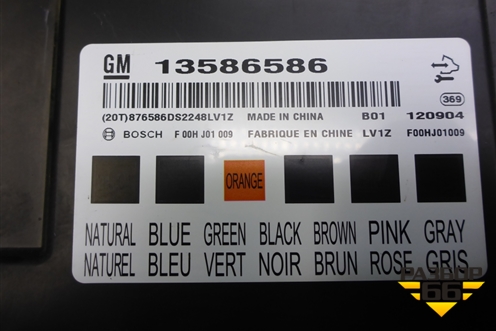 GM 13586586
369
(20T)876586DS2248LV1Z MADE IN CHINA B01 120904
BOSCH F 00H J01 009 FABRIQUE EN CHINE LV1Z F00HJ01009
ORANGE
NATURAL BLUE GREEN BLACK BROWN PINK GRAY
NATUREL BLEU VERT NOIR BRUN ROSE GRIS
РАЗБОР
66